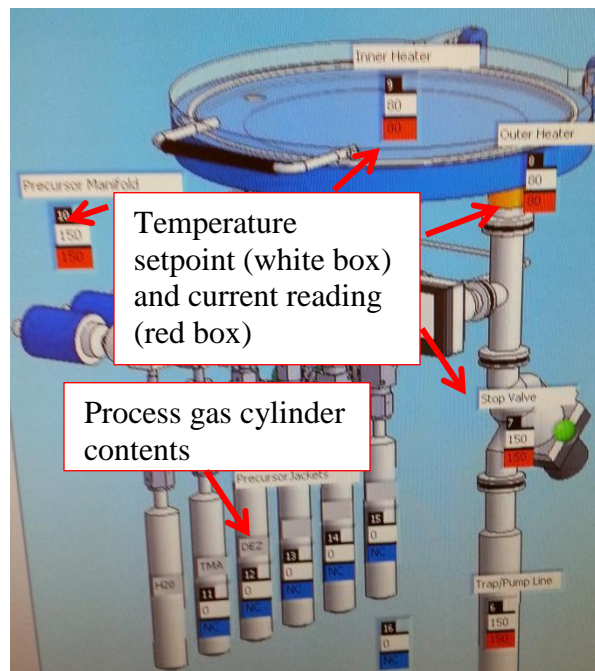 Inner Heater
9
80
80
Outer Heater
8
80
80
Precursor Manifold
10
150
150
Temperature
setpoint (white box)
and current reading
(red box)
Process gas cylinder
contents
Stop Valve
7
150
150
PrecursorJackets
H20
TMA
11
0
NC
DEZ
12
0
NC
13
0
NC
14
0
NC
15
0
NC
16
0
NC
Trap/Pump Line
6
150
150